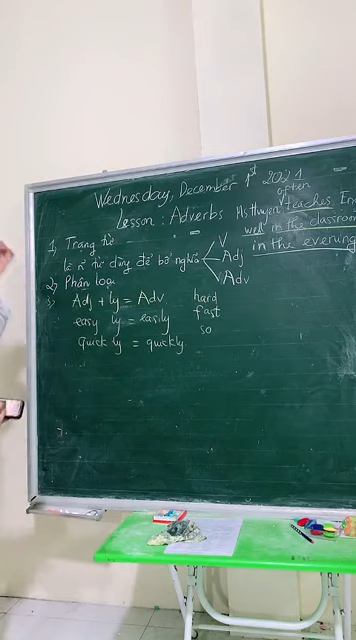 Wednesday, December 1st 2021
Lesson : Adverbs
often
Ms thuyen teaches En
well in the classroom
in the evening
1) Trạng từ
là từ dùng để bổ nghĩa
V
Adj
Adv
2) Phân loại
3) Adj + ly = Adv
easy ly = easily
quick ly = quickly
hard
fast
so